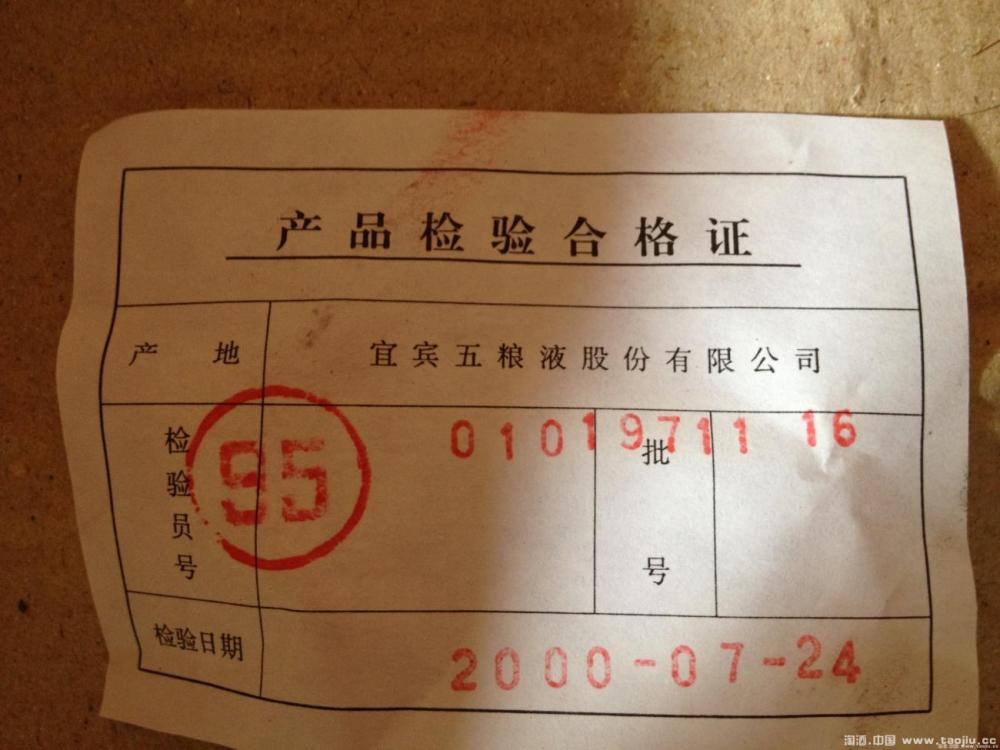 产品检验合格证
产地 宜宾五粮液股份有限公司
检验员号 95 批号 0101971116
检验日期 2000-07-24
淘酒.中国 www.taojiu.cc